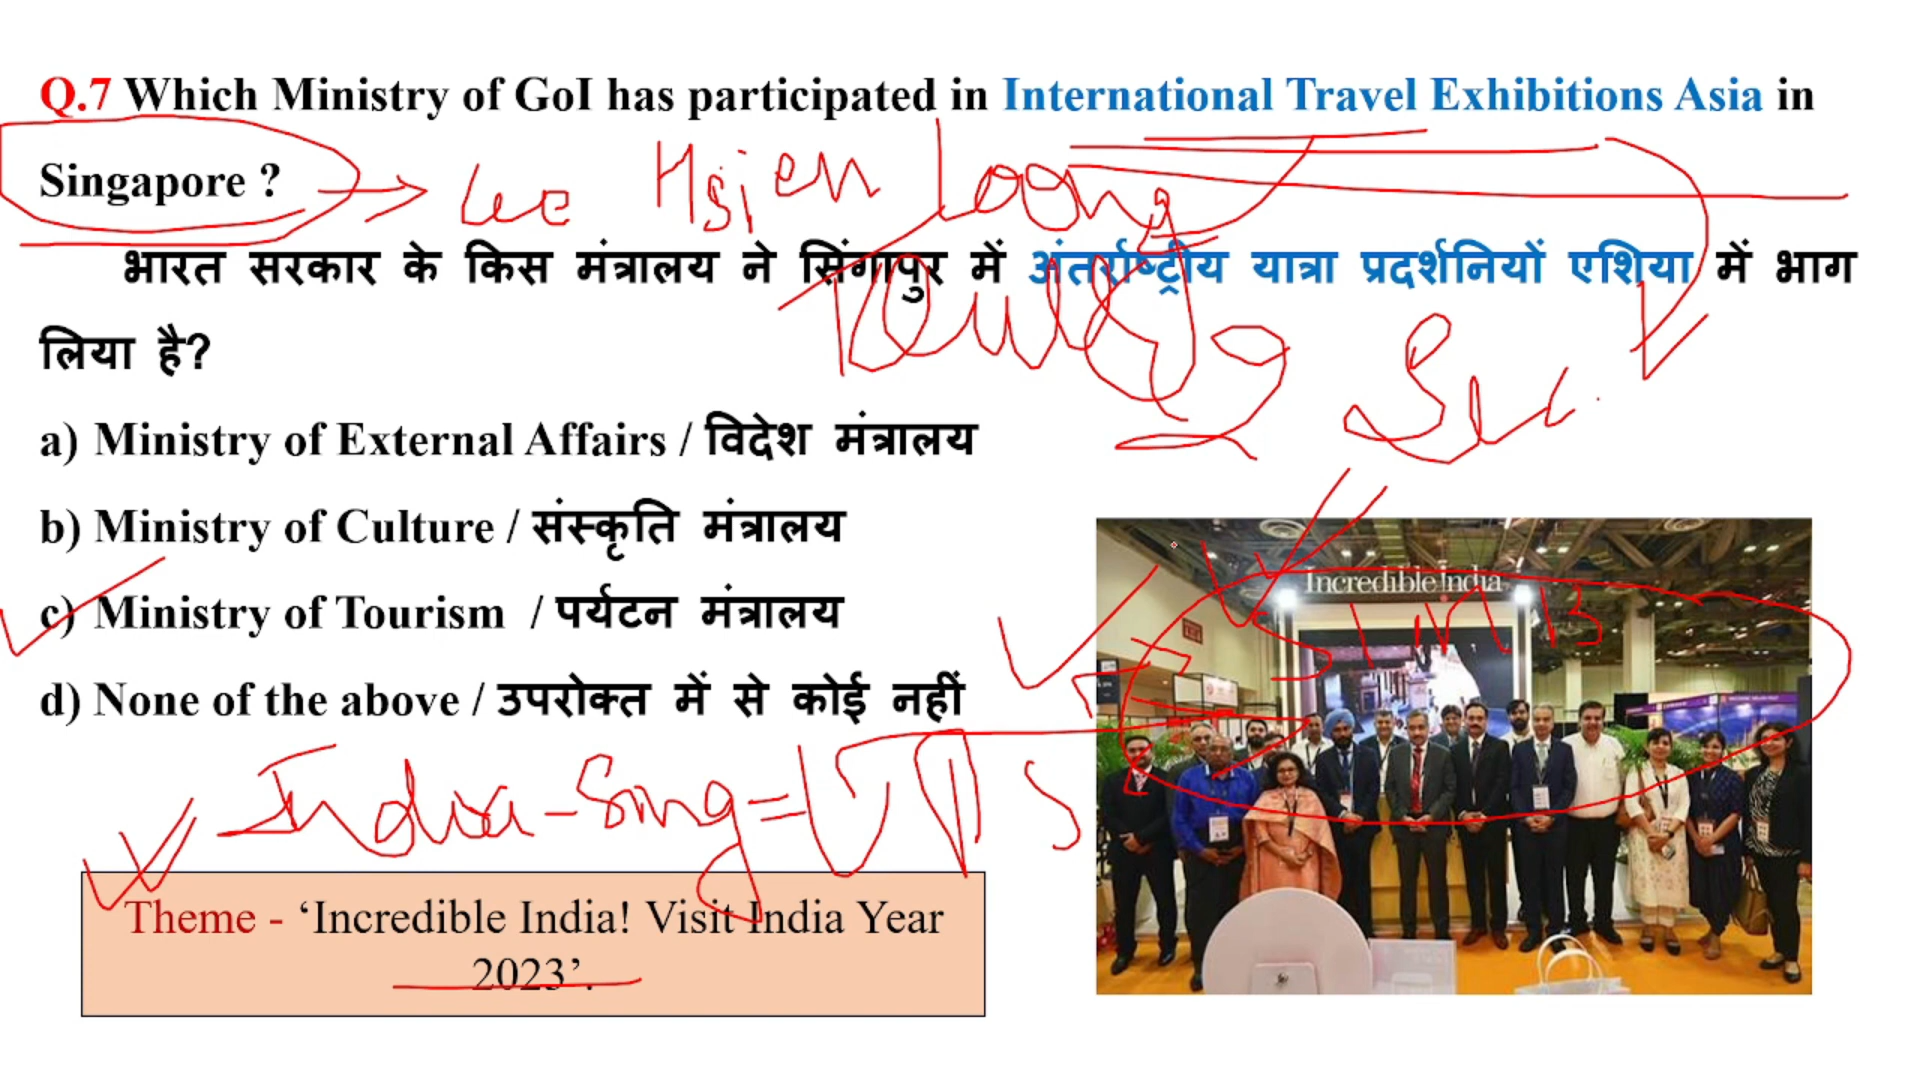 Q.7 Which Ministry of GoI has participated in International Travel Exhibitions Asia in
Singapore ?
Lee Hsien Loong
भारत सरकार के किस मंत्रालय ने सिंगापुर में अंतर्राष्ट्रीय यात्रा प्रदर्शनियों एशिया में भाग
लिया है?
a) Ministry of External Affairs / विदेश मंत्रालय
b) Ministry of Culture / संस्कृति मंत्रालय
c) Ministry of Tourism / पर्यटन मंत्रालय
d) None of the above / उपरोक्त में से कोई नहीं
Incredible India
SIMB
India-Sing=
Theme - ‘Incredible India! Visit India Year
2023’.